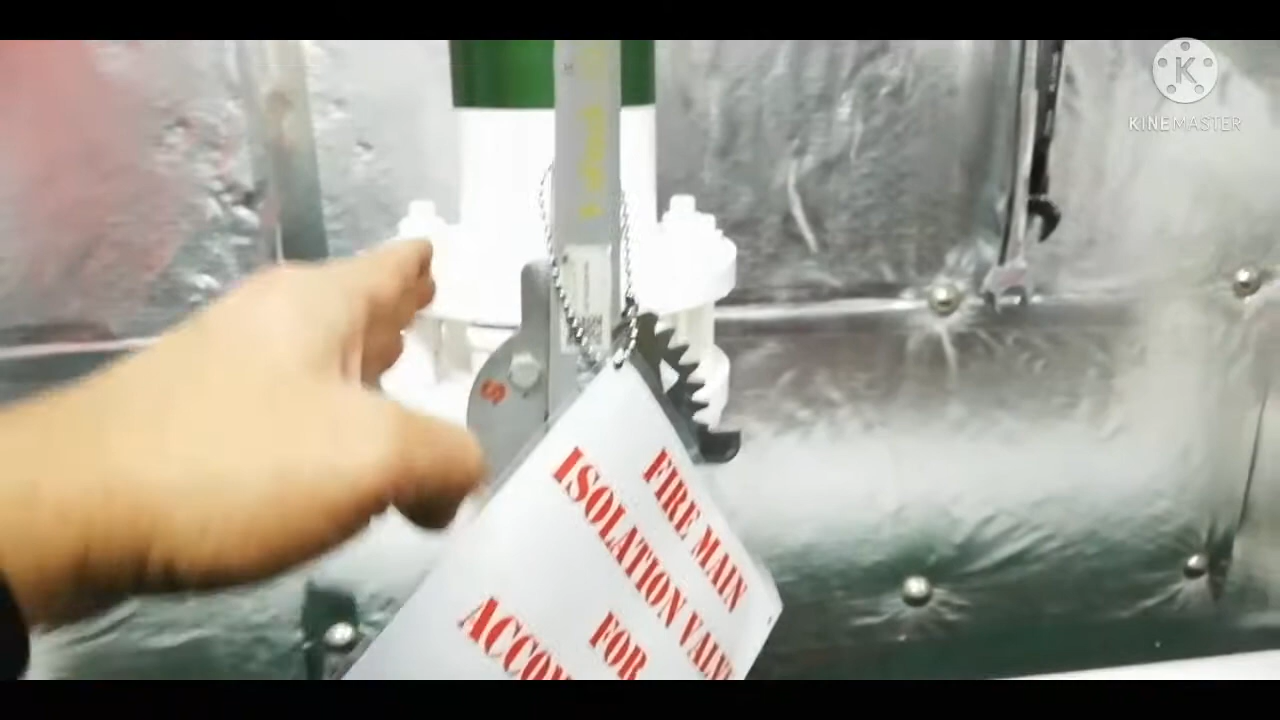 K
KINEMASTER
S
FIRE MAIN
ISOLATION VALV
FOR
ACCO